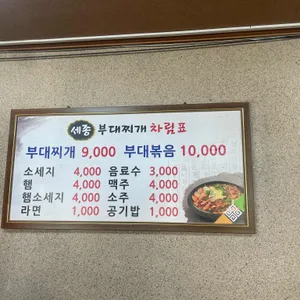 세종 부대찌개 차림표
부대찌개 9,000 부대볶음 10,000
소세지 4,000 음료수 3,000
햄 4,000 맥주 4,000
햄소세지 4,000 소주 4,000
라면 1,000 공기밥 1,000